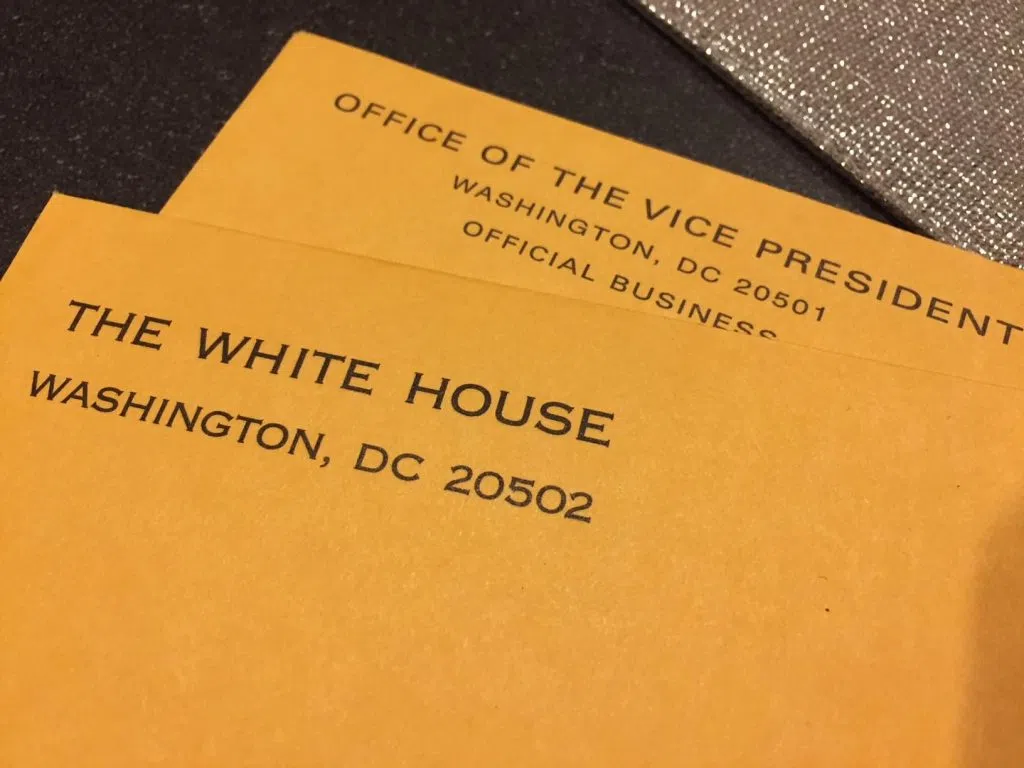 OFFICE OF THE VICE PRESIDENT
WASHINGTON, DC 20501
OFFICIAL BUSINESS
THE WHITE HOUSE
WASHINGTON, DC 20502